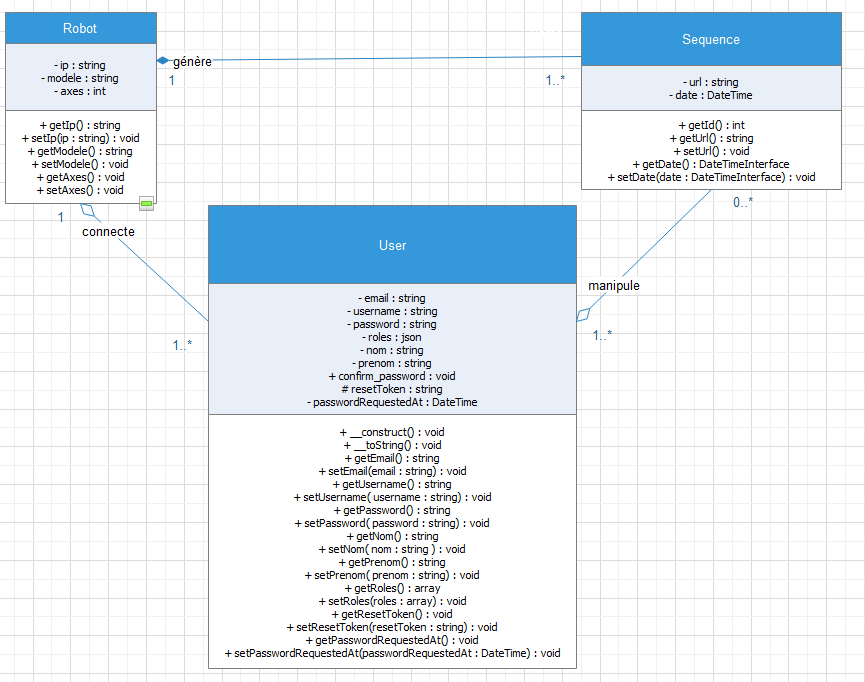 Robot
- ip : string
- modele : string
- axes : int
+ getIp() : string
+ setIp(ip : string) : void
+ getModele() : string
+ setModele() : void
+ getAxes() : void
+ setAxes() : void
génère
1
1..*
Sequence
- url : string
- date : DateTime
+ getId() : int
+ getUrl() : string
+ setUrl() : void
+ getDate() : DateTimeInterface
+ setDate(date : DateTimeInterface) : void
1
connecte
1..*
0..*
manipule
1..*
User
- email : string
- username : string
- password : string
- roles : json
- nom : string
- prenom : string
+ confirm_password : void
# resetToken : string
- passwordRequestedAt : DateTime
+ __construct() : void
+ __toString() : void
+ getEmail() : string
+ setEmail(email : string) : void
+ getUsername() : string
+ setUsername( username : string) : void
+ getPassword() : string
+ setPassword( password : string) : void
+ getNom() : string
+ setNom( nom : string ) : void
+ getPrenom() : string
+ setPrenom( prenom : string) : void
+ getRoles() : array
+ setRoles(roles : array) : void
+ getResetToken() : void
+ setResetToken(resetToken : string) : void
+ getPasswordRequestedAt() : void
+ setPasswordRequestedAt(passwordRequestedAt : DateTime) : void